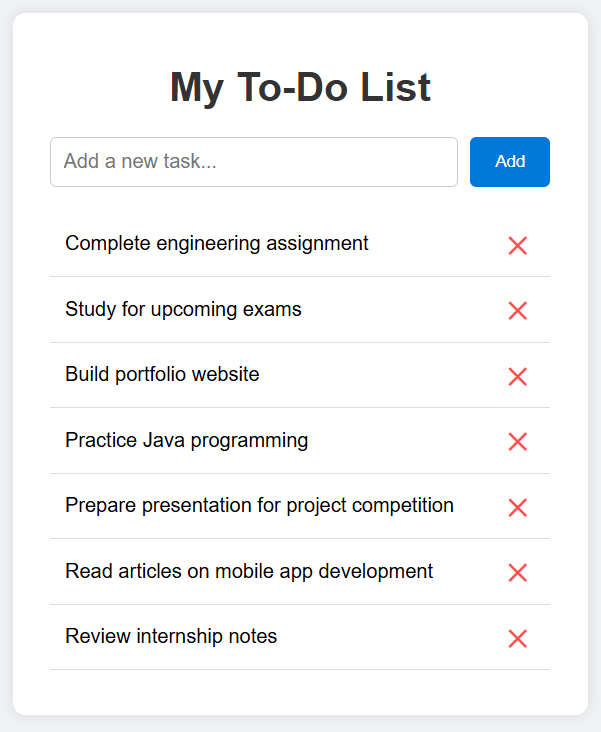 My To-Do List
Add a new task...
Add
Complete engineering assignment
Study for upcoming exams
Build portfolio website
Practice Java programming
Prepare presentation for project competition
Read articles on mobile app development
Review internship notes